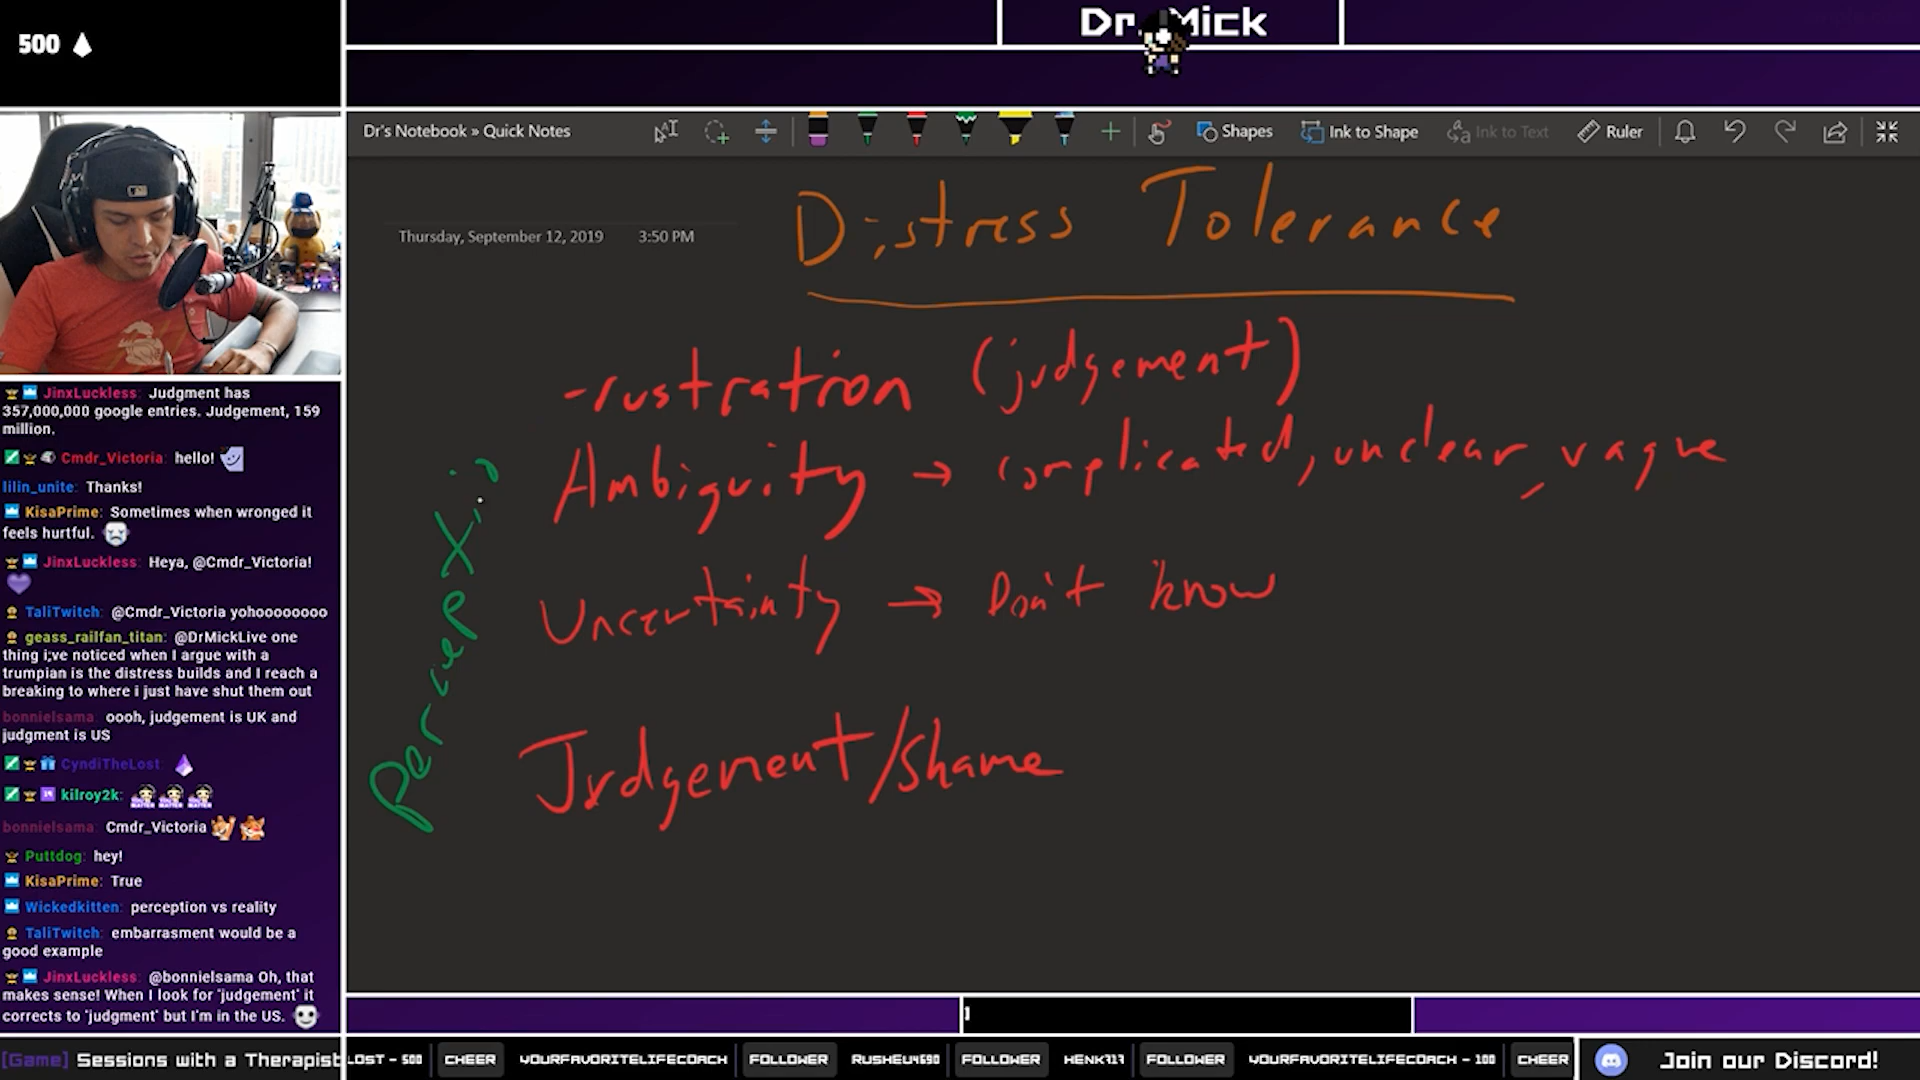 500
Dr. Mick
Dr's Notebook » Quick Notes
Shapes
Ink to Shape
Ink to Text
Ruler
Distress Tolerance
Thursday, September 12, 2019 3:50 PM
-rustration (judgement)
Ambiguity → complicated, unclear, vague
Uncertainty → Don't know
Judgement/shame
JinxLuckless: Judgment has
357,000,000 google entries. Judgement, 159
million.
Cmdr_Victoria: hello!
lilin_unite: Thanks!
KisaPrime: Sometimes when wronged it
feels hurtful.
JinxLuckless: Heya, @Cmdr_Victoria!
TaliTwitch: @Cmdr_Victoria yohoooooooo
geass_railfan_titan: @DrMickLive one
thing i;ve noticed when I argue with a
trumpian is the distress builds and I reach a
breaking to where i just have shut them out
bonnielsama: oooh, judgement is UK and
judgment is US
CyndiTheLost:
kilroy2k:
bonnielsama: Cmdr_Victoria
Puttdog: hey!
KisaPrime: True
Wickedkitten: perception vs reality
TaliTwitch: embarrasment would be a
good example
JinxLuckless: @bonnielsama Oh, that
makes sense! When I look for 'judgement' it
corrects to 'judgment' but I'm in the US.
[Game] Sessions with a Therapist
LOST - 500 CHEER YOURFAVORITELIFECOACH FOLLOWER RUSHEU4690 FOLLOWER HENK717 FOLLOWER YOURFAVORITELIFECOACH - 100 CHEER
Join our Discord!